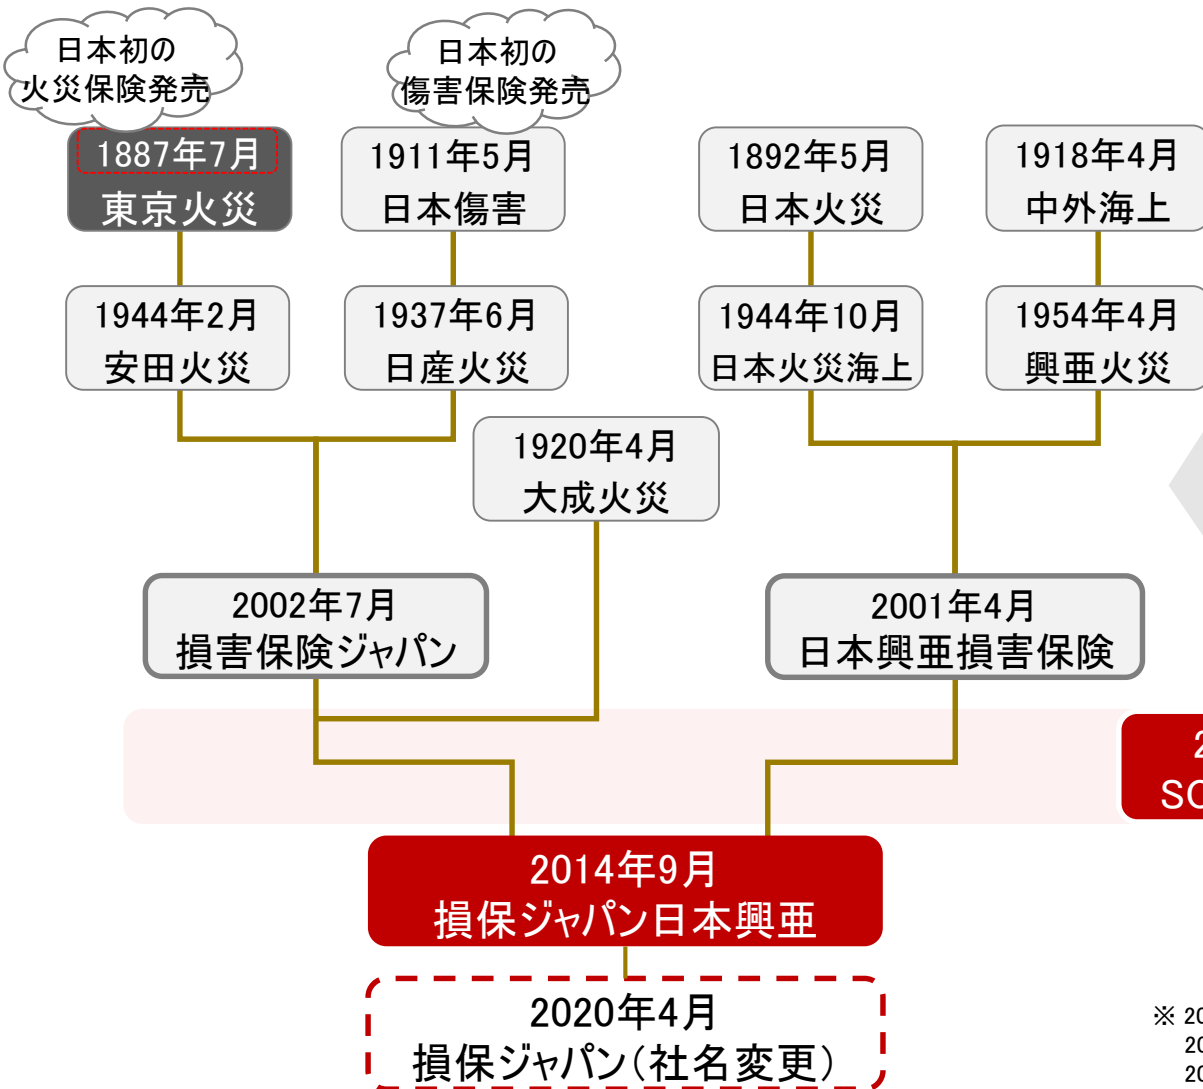 日本初の
火災保険発売
日本初の
傷害保険発売
1887年7月
東京火災
1911年5月
日本傷害
1892年5月
日本火災
1918年4月
中外海上
1944年2月
安田火災
1937年6月
日産火災
1944年10月
日本火災海上
1954年4月
興亜火災
1920年4月
大成火災
2002年7月
損害保険ジャパン
2001年4月
日本興亜損害保険
2
SO
2014年9月
損保ジャパン日本興亜
2020年4月
損保ジャパン（社名変更）
※ 20
20
20